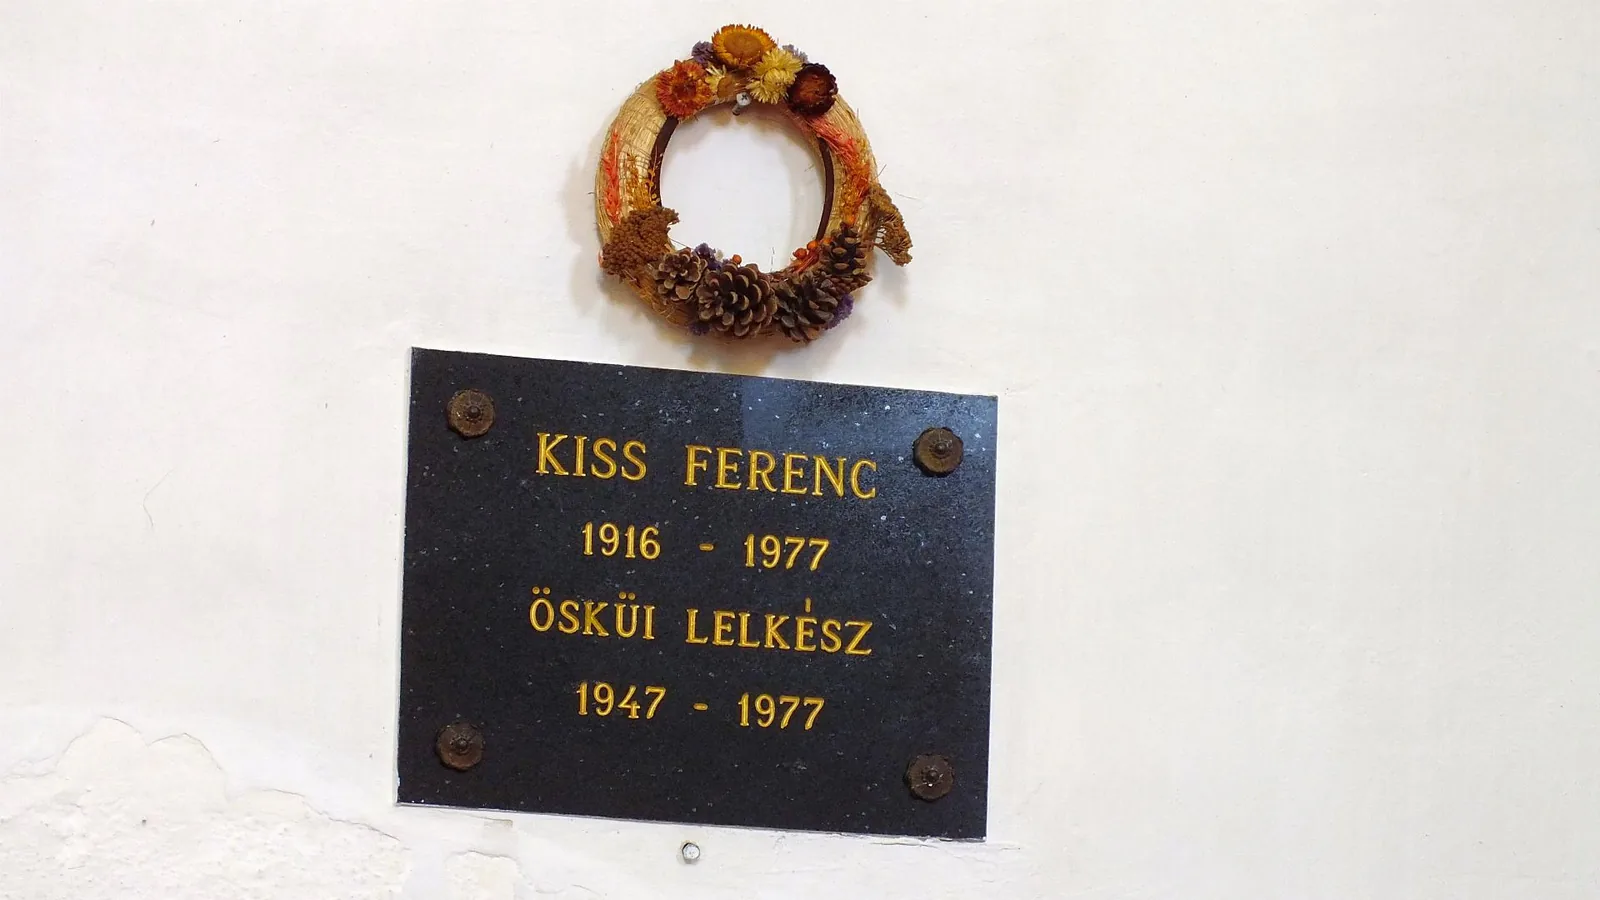 KISS FERENC
1916 - 1977
ÖSKÜI LELKÉSZ
1947 - 1977